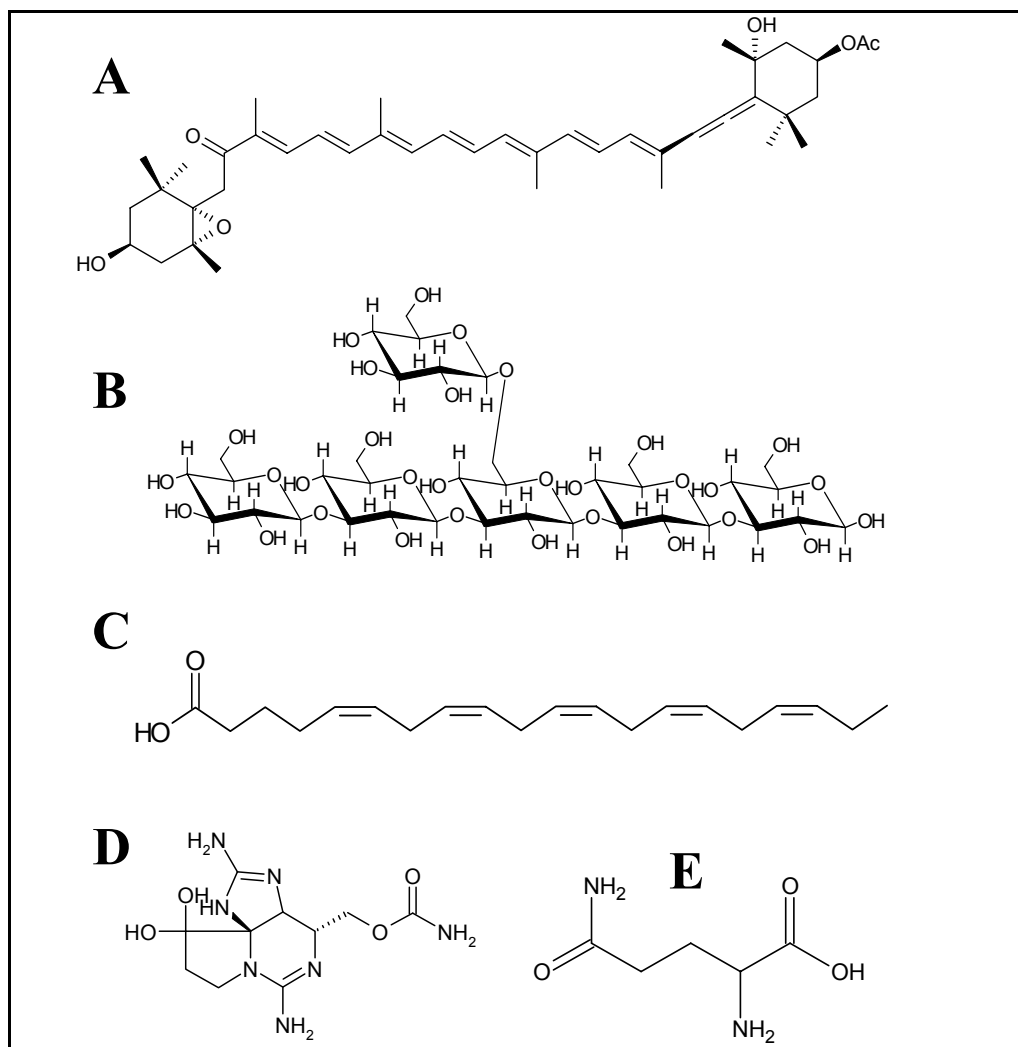 A
OH
OAc
O
O
HO
B
H OH
HO O
H
H
HO O
OH
H H
OH OH OH OH
H H H H H
HO O HO O HO O HO O HO O
H H H H H H H H H H
HO O O O O OH
OH OH OH OH OH
H H H H H H H H H H
C
O
HO
D
H2N
N
OH HN
HO
O
O NH2
N N
NH2
E
NH2
O
O
OH
NH2